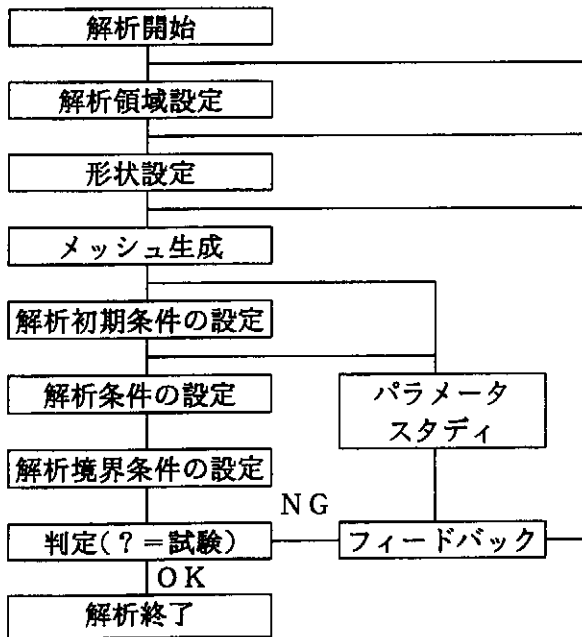 解析開始
解析領域設定
形状設定
メッシュ生成
解析初期条件の設定
解析条件の設定
パラメータ
スタディ
解析境界条件の設定
NG
判定(?=試験)
フィードバック
OK
解析終了